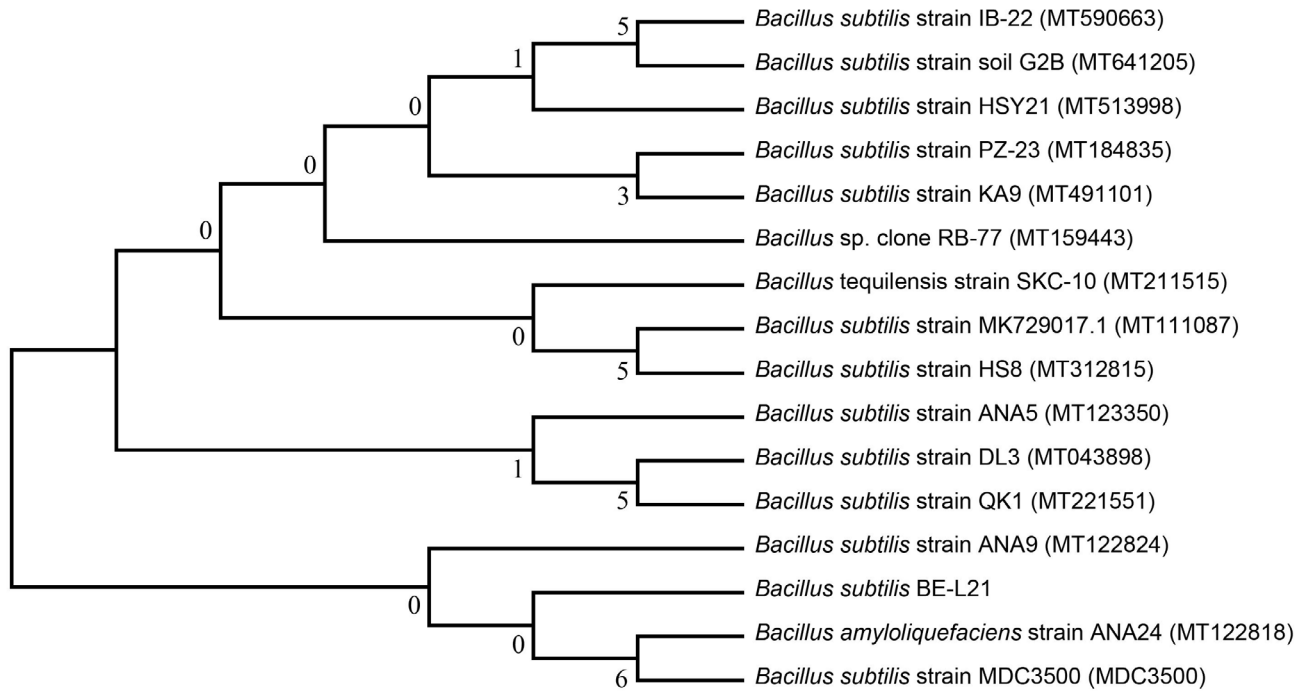 5
Bacillus subtilis strain IB-22 (MT590663)
1
Bacillus subtilis strain soil G2B (MT641205)
0
Bacillus subtilis strain HSY21 (MT513998)
0
Bacillus subtilis strain PZ-23 (MT184835)
3
Bacillus subtilis strain KA9 (MT491101)
0
Bacillus sp. clone RB-77 (MT159443)
Bacillus tequilensis strain SKC-10 (MT211515)
0
Bacillus subtilis strain MK729017.1 (MT111087)
5
Bacillus subtilis strain HS8 (MT312815)
Bacillus subtilis strain ANA5 (MT123350)
1
Bacillus subtilis strain DL3 (MT043898)
5
Bacillus subtilis strain QK1 (MT221551)
Bacillus subtilis strain ANA9 (MT122824)
0
Bacillus subtilis BE-L21
0
Bacillus amyloliquefaciens strain ANA24 (MT122818)
6
Bacillus subtilis strain MDC3500 (MDC3500)